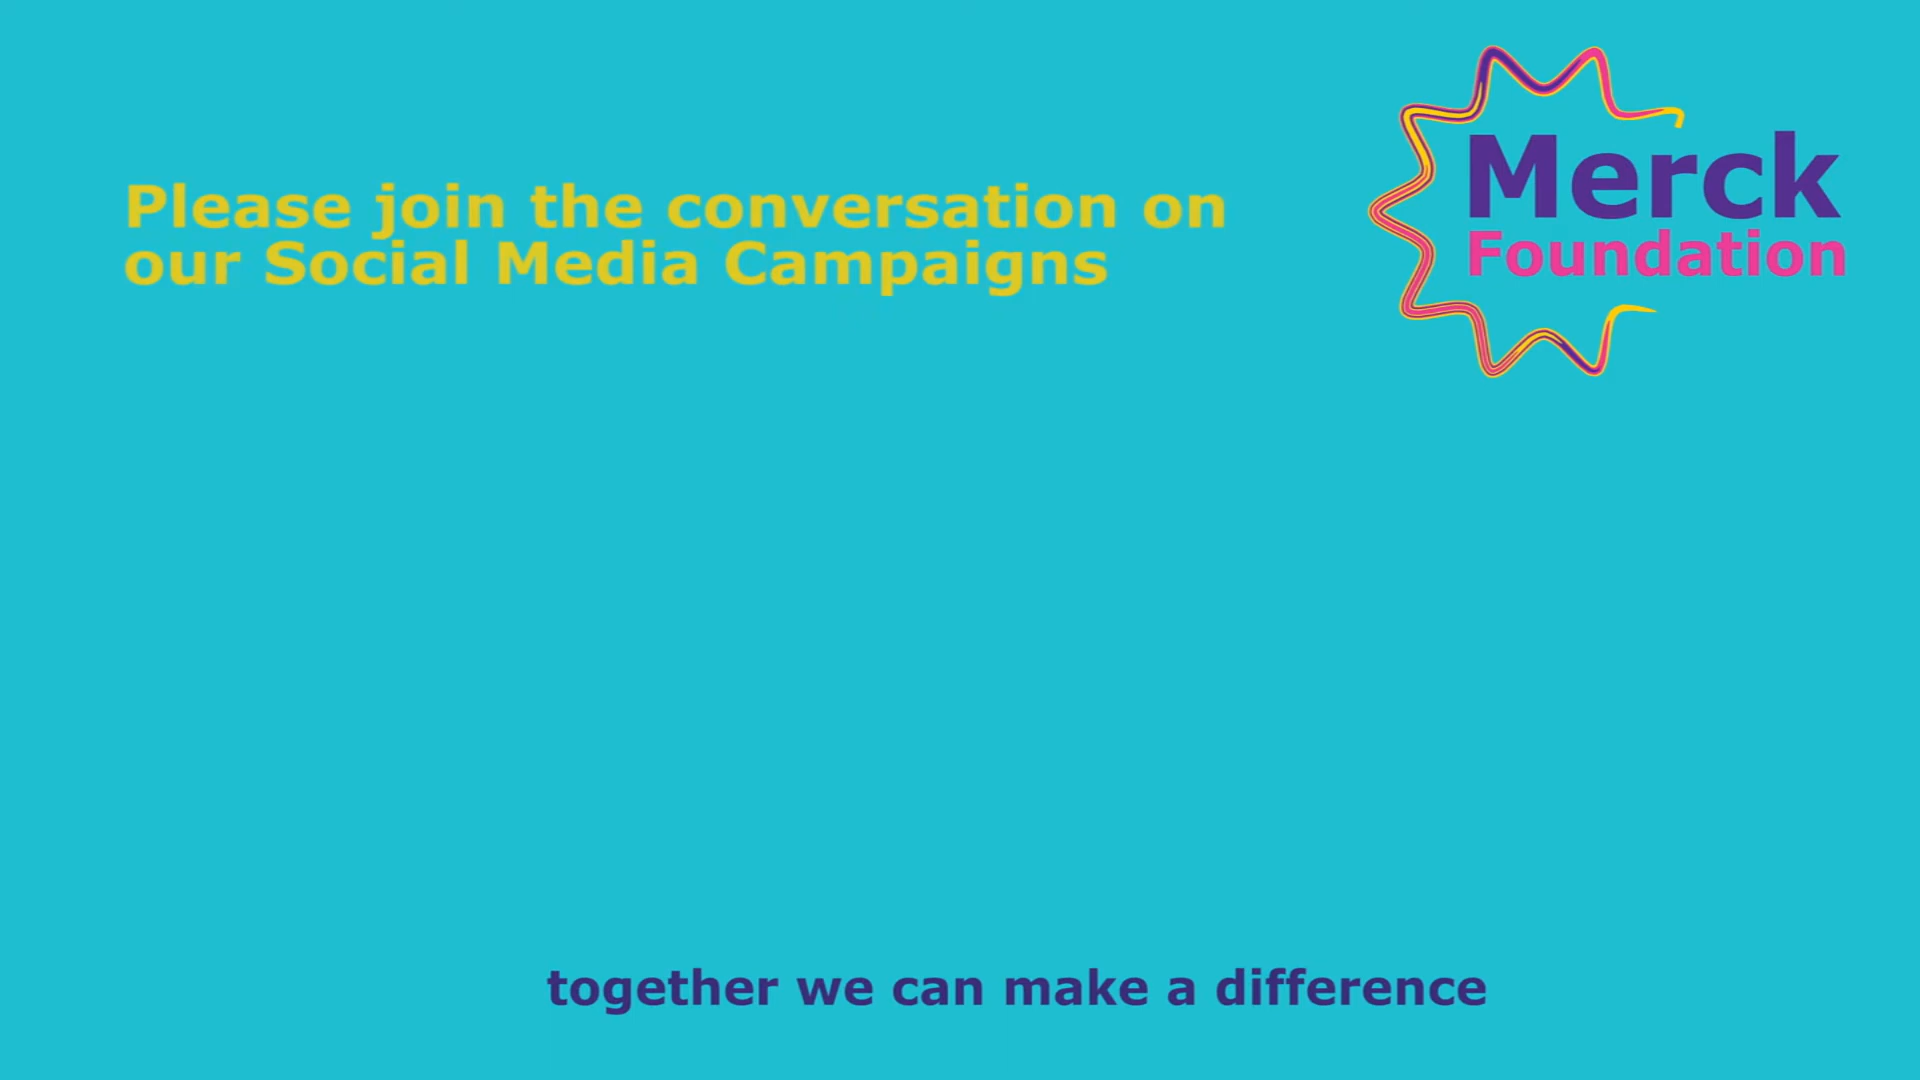 Please join the conversation on
our Social Media Campaigns
Merck
Foundation
together we can make a difference